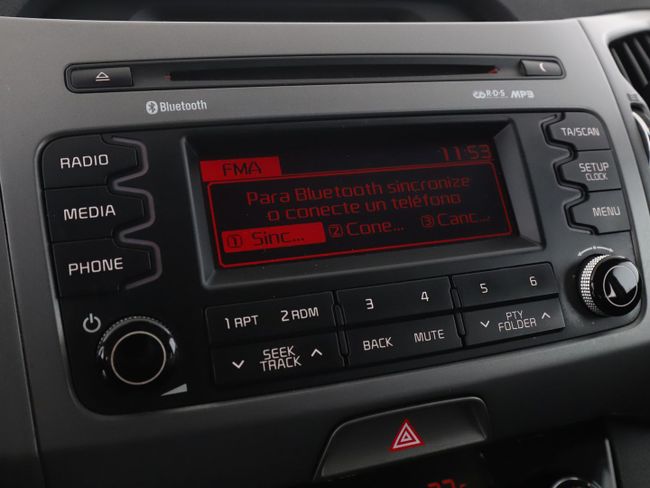 Bluetooth
R·D·S MP3
RADIO
MEDIA
PHONE
FMA 11:53
Para Bluetooth sincronize
o conecte un teléfono
1 Sinc... 2 Cone... 3 Canc...
TA/SCAN
SETUP
CLOCK
MENU
1 RPT 2 RDM 3 4 5 6
SEEK
TRACK
BACK MUTE
PTY
FOLDER